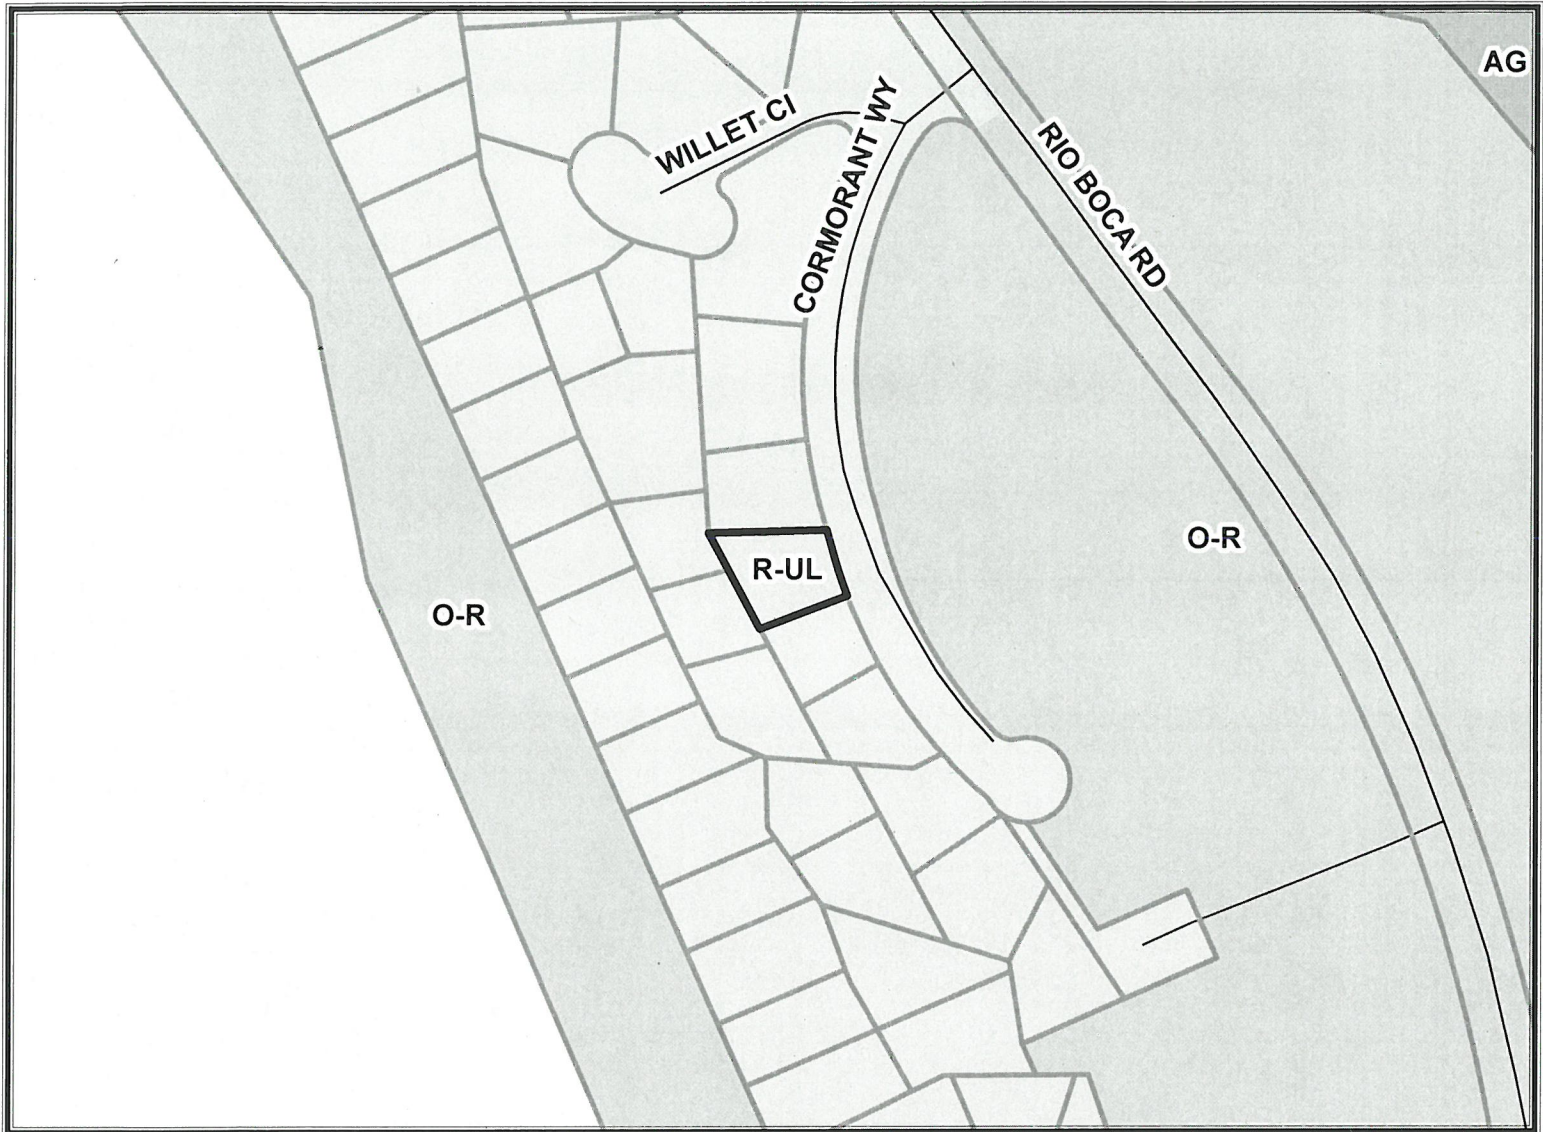 AG
WILLET CI
CORMORANT WY
RIO BOCA RD
O-R
R-UL
O-R